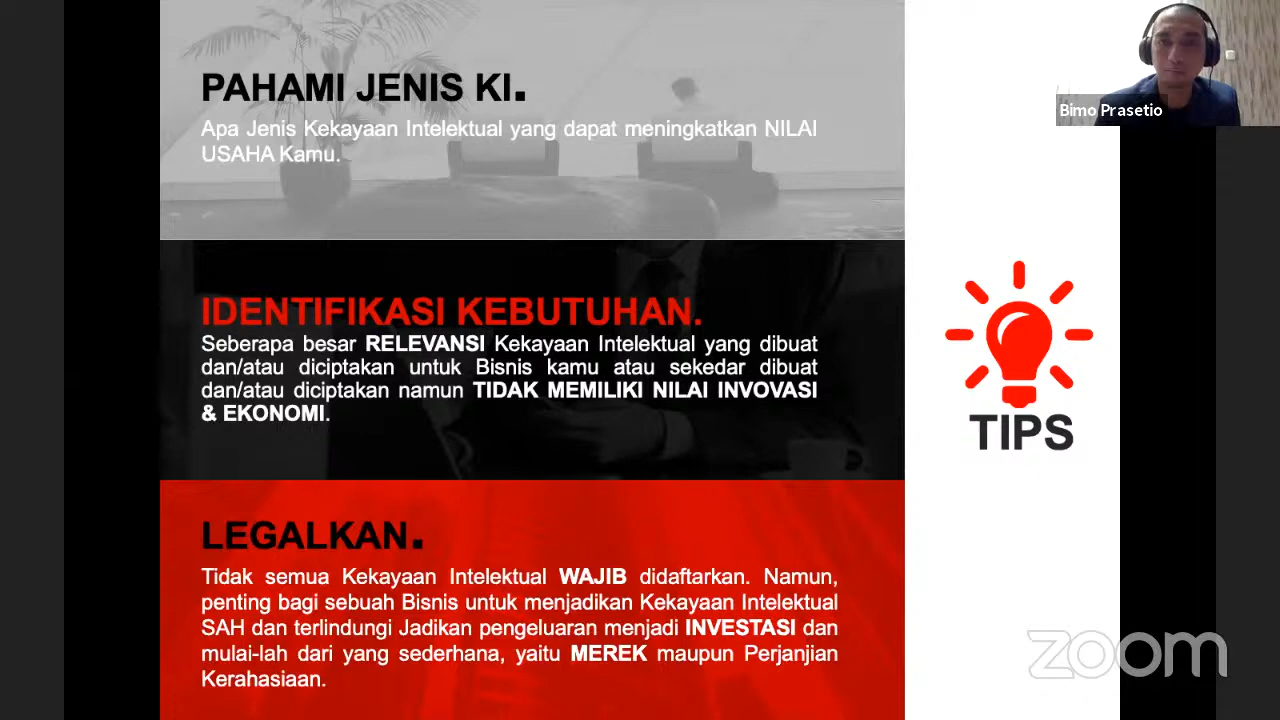 PAHAMI JENIS KI.
Apa Jenis Kekayaan Intelektual yang dapat meningkatkan NILAI
USAHA Kamu.
IDENTIFIKASI KEBUTUHAN.
Seberapa besar RELEVANSI Kekayaan Intelektual yang dibuat
dan/atau diciptakan untuk Bisnis kamu atau sekedar dibuat
dan/atau diciptakan namun TIDAK MEMILIKI NILAI INVOVASI
& EKONOMI.
LEGALKAN.
Tidak semua Kekayaan Intelektual WAJIB didaftarkan. Namun,
penting bagi sebuah Bisnis untuk menjadikan Kekayaan Intelektual
SAH dan terlindungi Jadikan pengeluaran menjadi INVESTASI dan
mulai-lah dari yang sederhana, yaitu MEREK maupun Perjanjian
Kerahasiaan.
TIPS
Bimo Prasetio
zoom